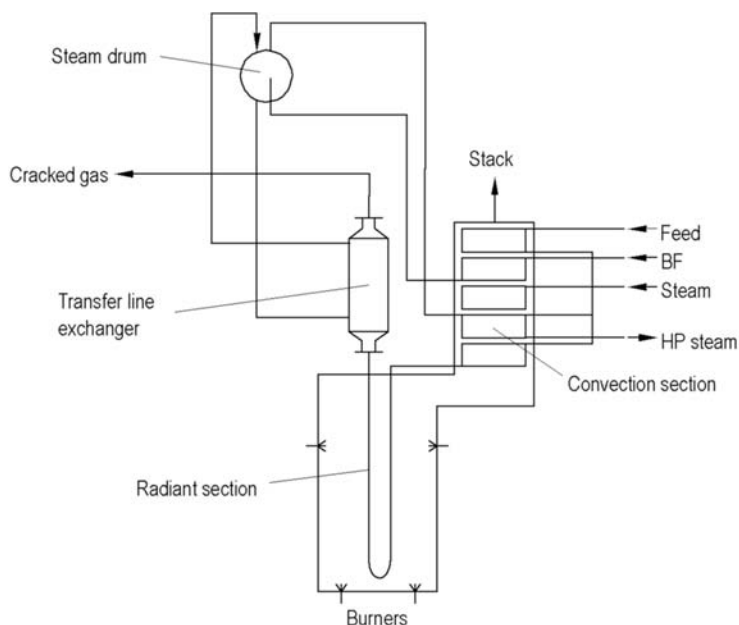 Steam drum
Stack
Cracked gas
Feed
BF
Steam
Transfer line
exchanger
HP steam
Convection section
Radiant section
Burners